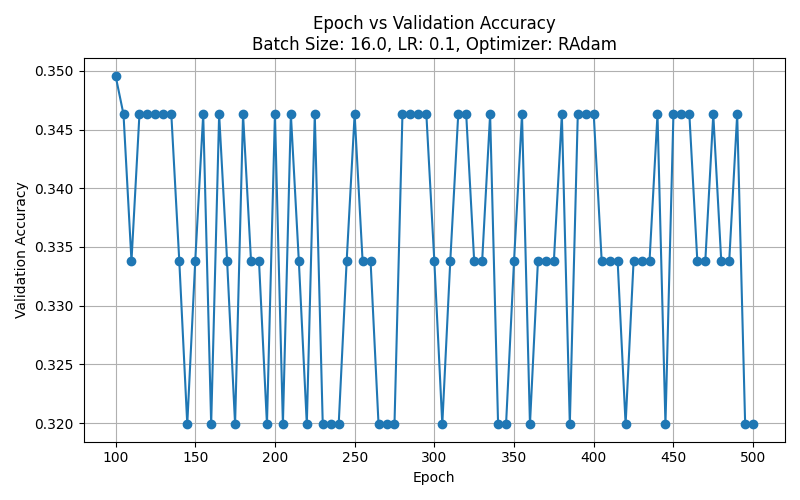 Epoch vs Validation Accuracy
Batch Size: 16.0, LR: 0.1, Optimizer: RAdam
Validation Accuracy
0.350
0.345
0.340
0.335
0.330
0.325
0.320
100 150 200 250 300 350 400 450 500
Epoch